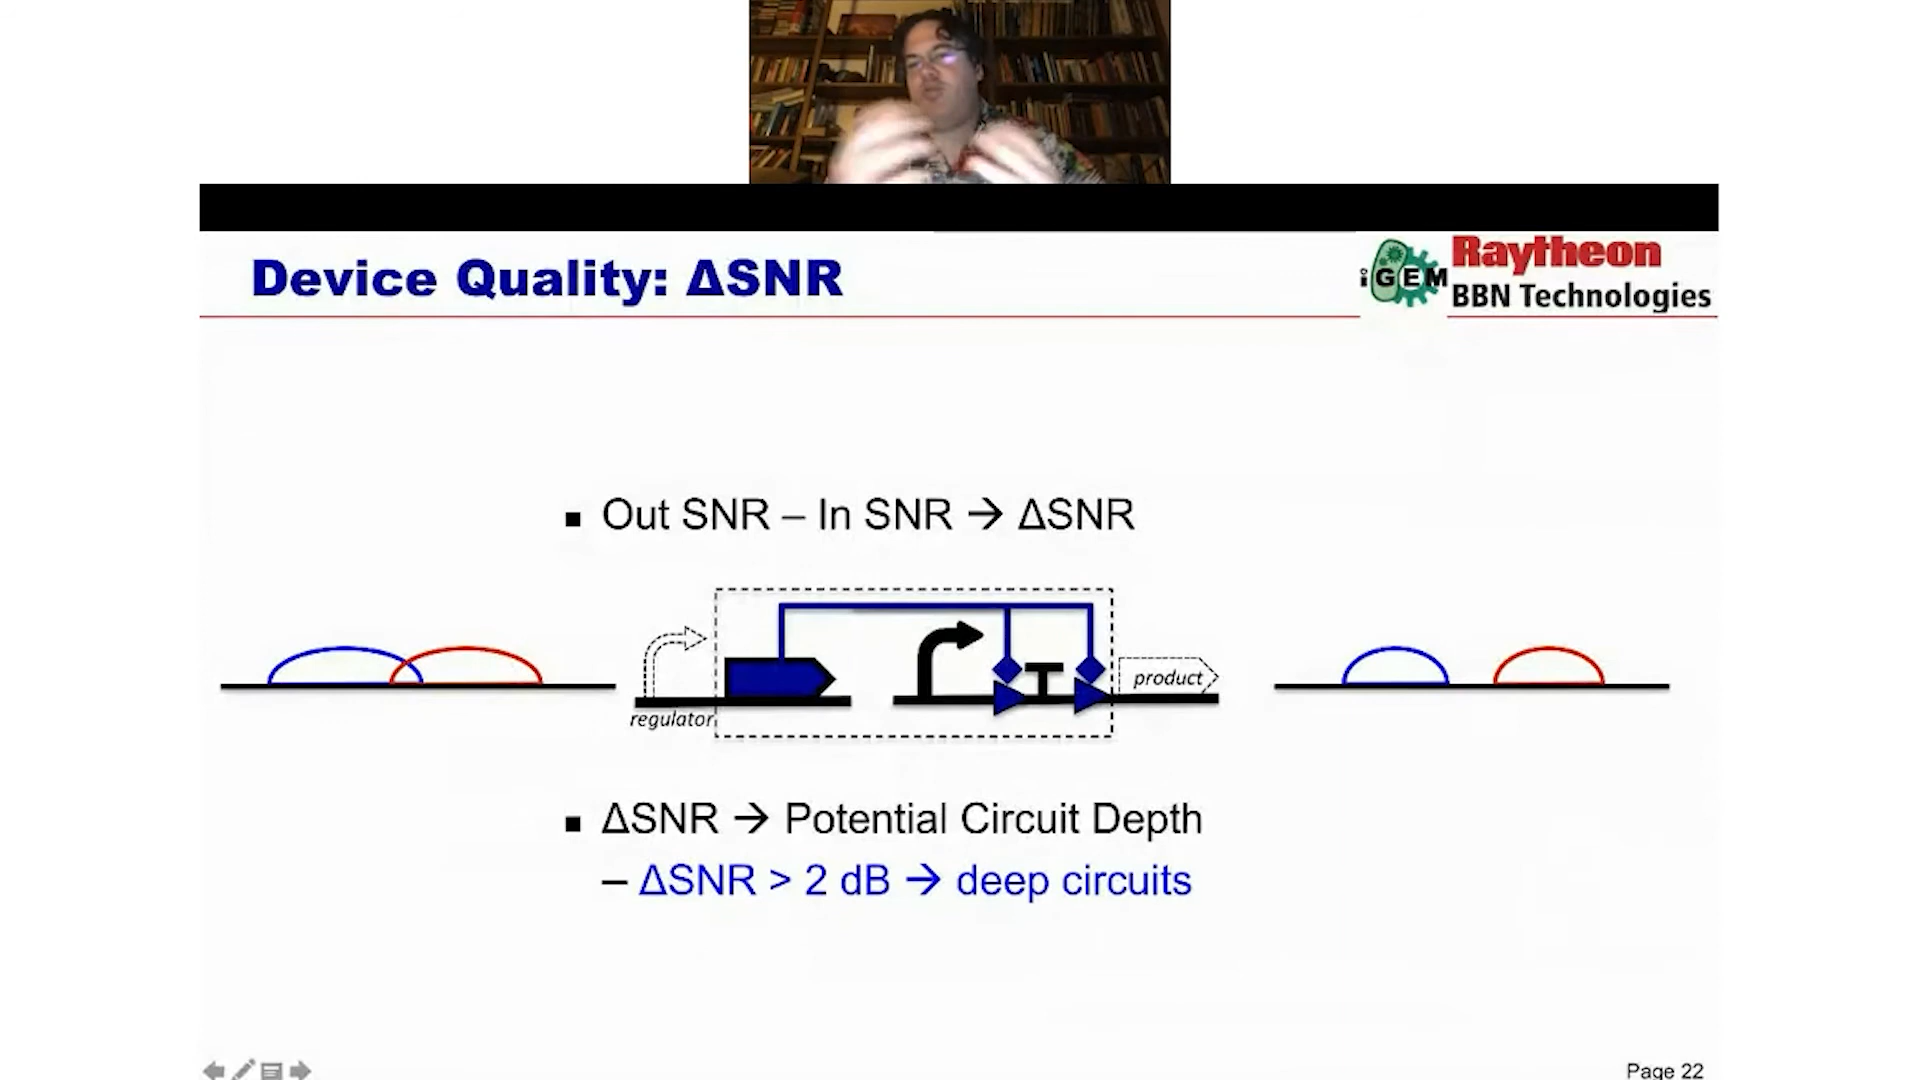 Device Quality: ΔSNR
iGEM
Raytheon
BBN Technologies
▪ Out SNR – In SNR → ΔSNR
regulator
product
▪ ΔSNR → Potential Circuit Depth
– ΔSNR > 2 dB → deep circuits
Page 22